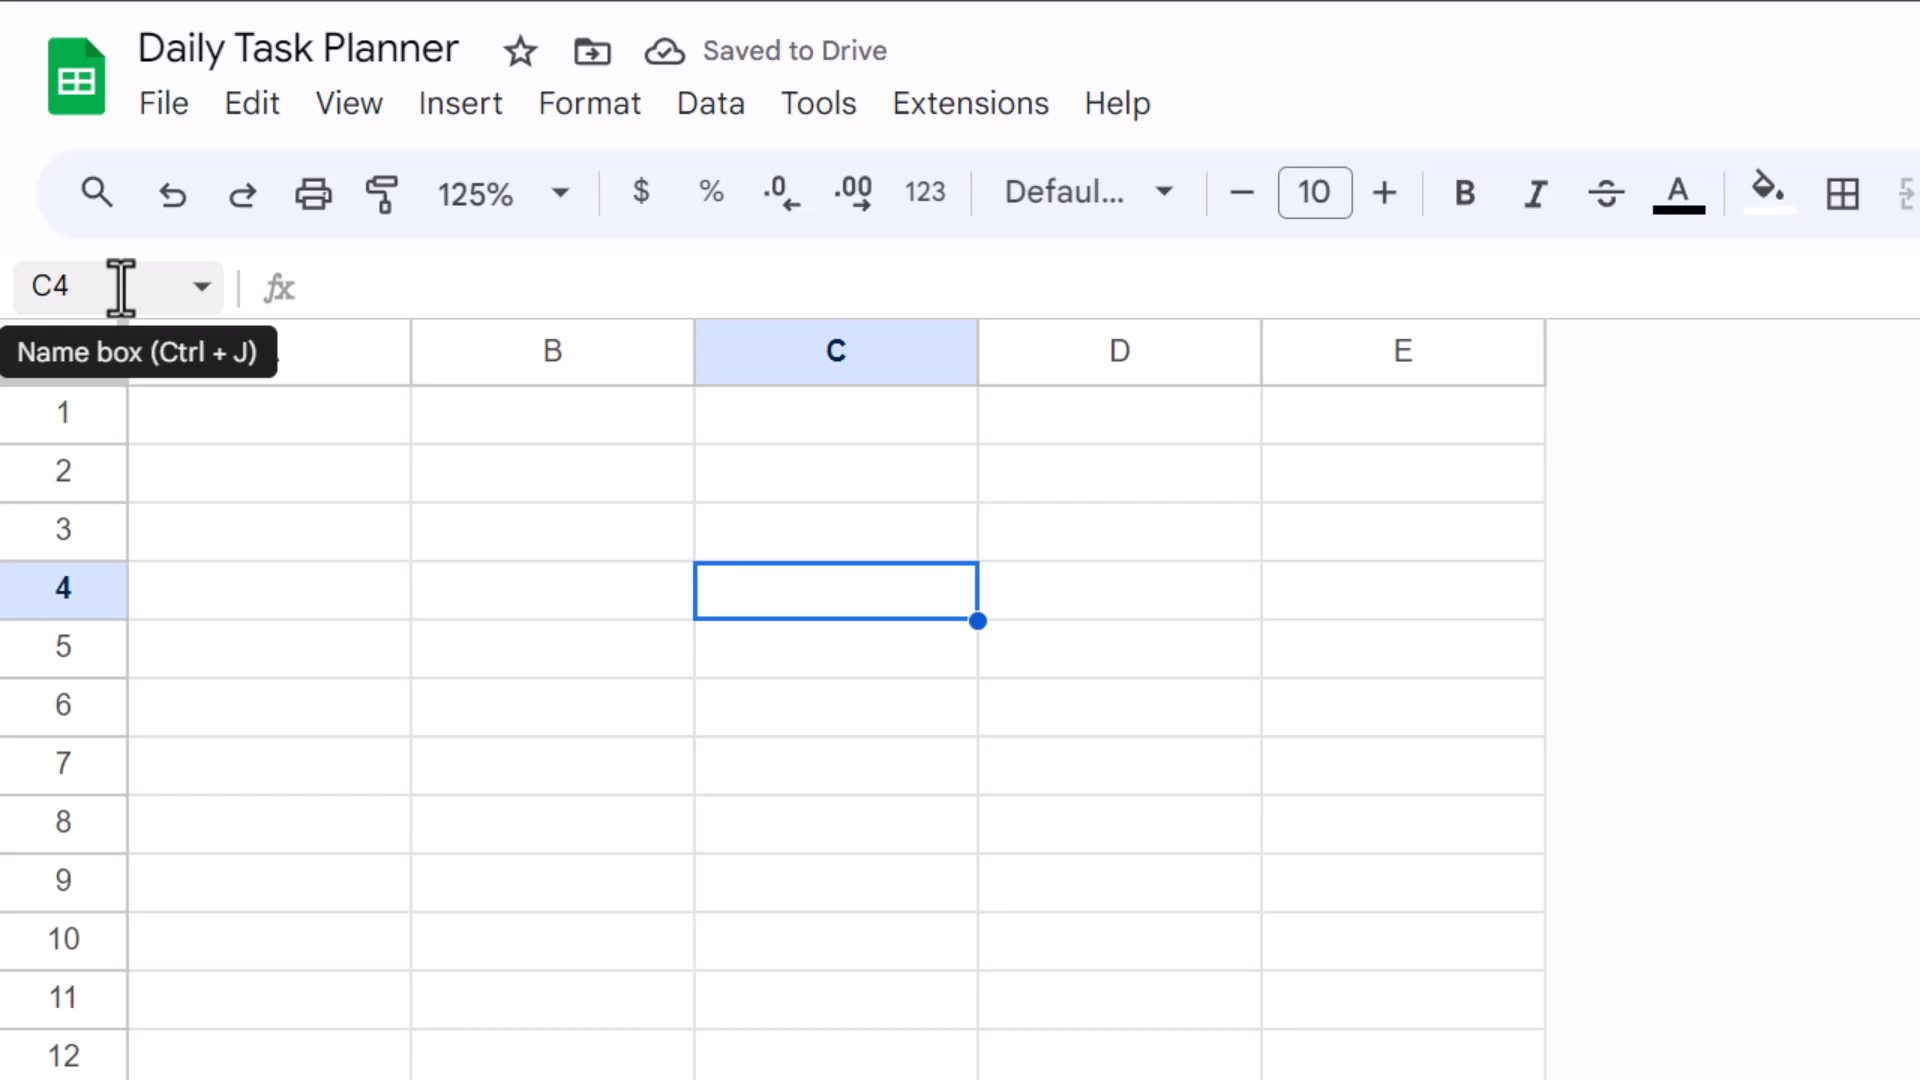 Daily Task Planner Saved to Drive
File Edit View Insert Format Data Tools Extensions Help
125% $ % .0 .00 123 Defaul... 10 B I S A
C4 fx
Name box (Ctrl + J)
B C D E
1
2
3
4
5
6
7
8
9
10
11
12